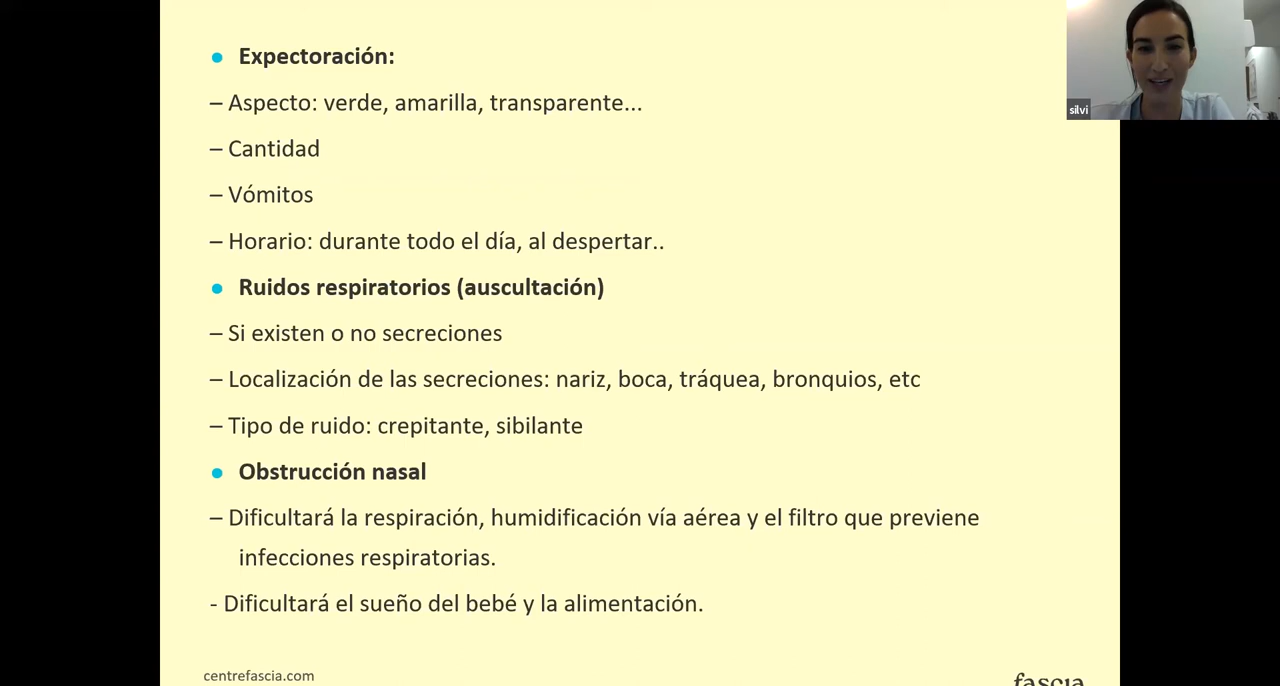 ● Expectoración:
– Aspecto: verde, amarilla, transparente...
– Cantidad
– Vómitos
– Horario: durante todo el día, al despertar..
● Ruidos respiratorios (auscultación)
– Si existen o no secreciones
– Localización de las secreciones: nariz, boca, tráquea, bronquios, etc
– Tipo de ruido: crepitante, sibilante
● Obstrucción nasal
– Dificultará la respiración, humidificación vía aérea y el filtro que previene
infecciones respiratorias.
- Dificultará el sueño del bebé y la alimentación.
centrefascia.com
fascia
silvi